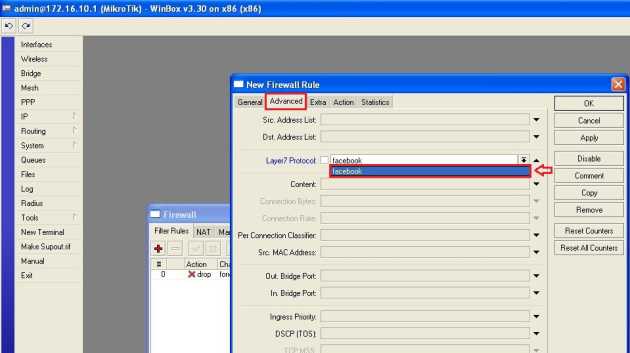 admin@172.16.10.1 (MikroTik) - WinBox v3.30 on x86 (x86)
Interfaces
Wireless
Bridge
Mesh
PPP
IP
Routing
System
Queues
Files
Log
Radius
Tools
New Terminal
Make Supout.rif
Manual
Exit
Firewall
Filter Rules NAT
# Action
0 drop
New Firewall Rule
General Advanced Extra Action Statistics
Src. Address List:
Dst. Address List:
Layer7 Protocol: facebook
facebook
Content:
Connection Bytes:
Connection Rate:
Per Connection Classifier:
Src. MAC Address:
Out. Bridge Port:
In. Bridge Port:
Ingress Priority:
DSCP (TOS):
TCP MSS:
OK
Cancel
Apply
Disable
Comment
Copy
Remove
Reset Counters
Reset All Counters